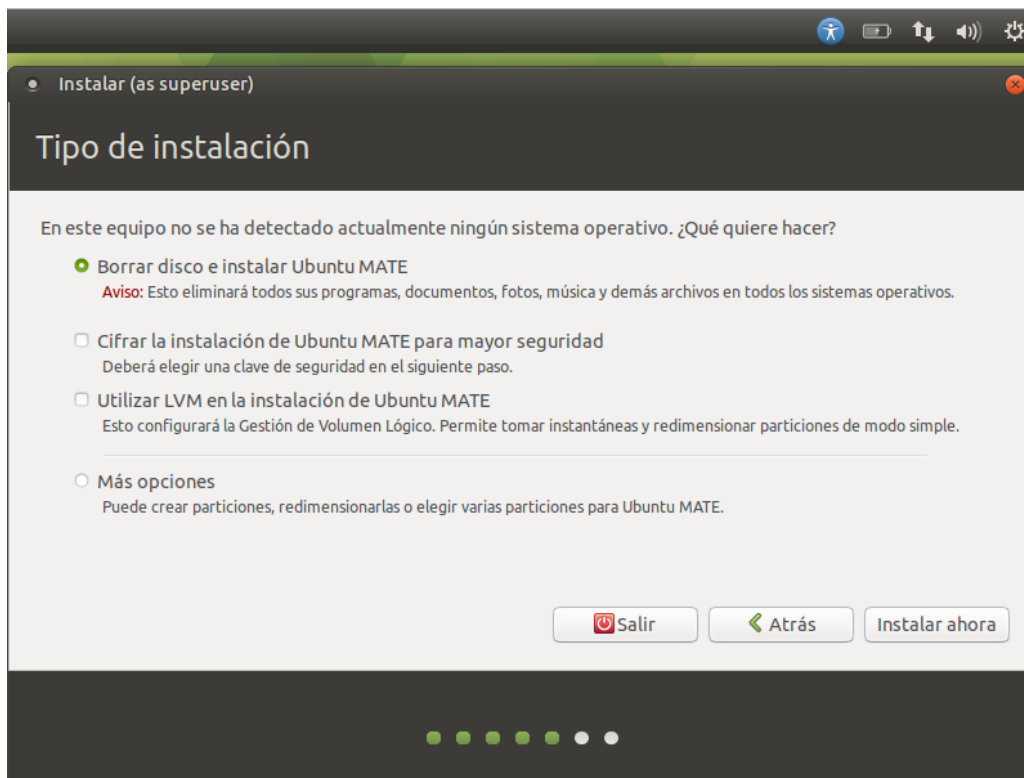 Instalar (as superuser)
Tipo de instalación
En este equipo no se ha detectado actualmente ningún sistema operativo. ¿Qué quiere hacer?
Borrar disco e instalar Ubuntu MATE
Aviso: Esto eliminará todos sus programas, documentos, fotos, música y demás archivos en todos los sistemas operativos.
Cifrar la instalación de Ubuntu MATE para mayor seguridad
Deberá elegir una clave de seguridad en el siguiente paso.
Utilizar LVM en la instalación de Ubuntu MATE
Esto configurará la Gestión de Volumen Lógico. Permite tomar instantáneas y redimensionar particiones de modo simple.
Más opciones
Puede crear particiones, redimensionarlas o elegir varias particiones para Ubuntu MATE.
Salir Atrás Instalar ahora